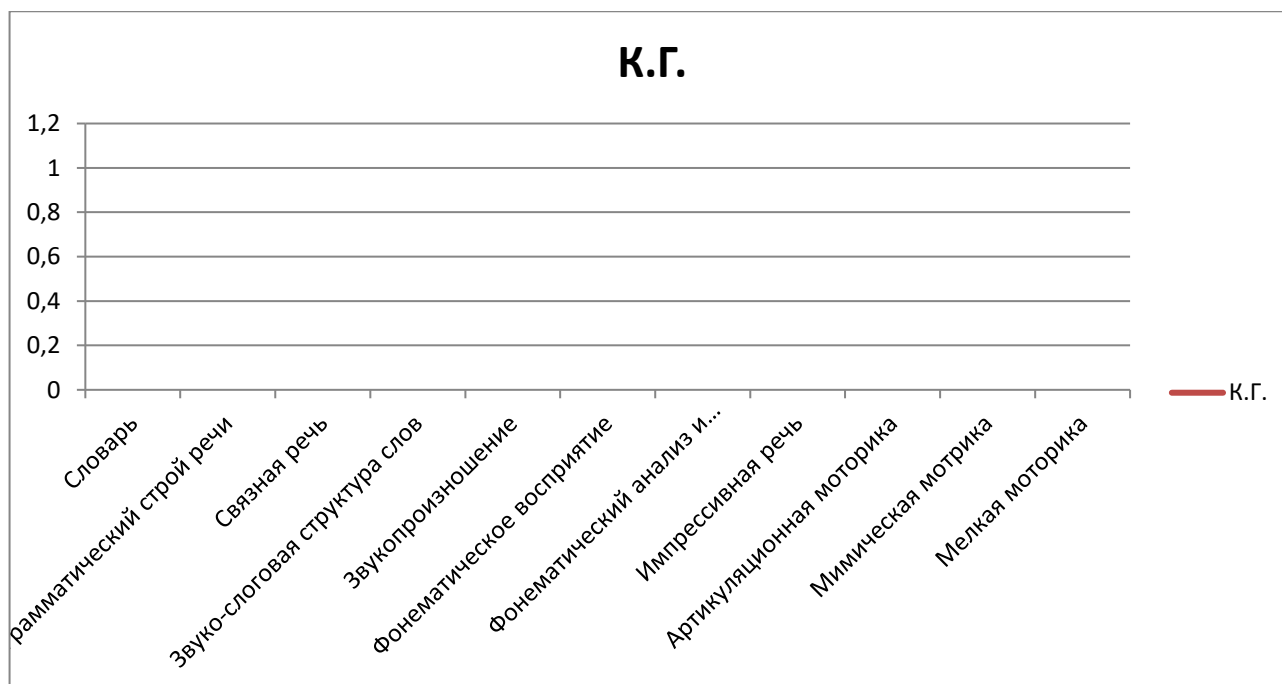 К.Г.
1,2
1
0,8
0,6
0,4
0,2
0
Словарь
рамматический строй речи
Связная речь
Звуко-слоговая структура слов
Звукопроизношение
Фонематическое восприятие
Фонематический анализ и...
Импрессивная речь
Артикуляционная моторика
Мимическая мотрика
Мелкая моторика
К.Г.